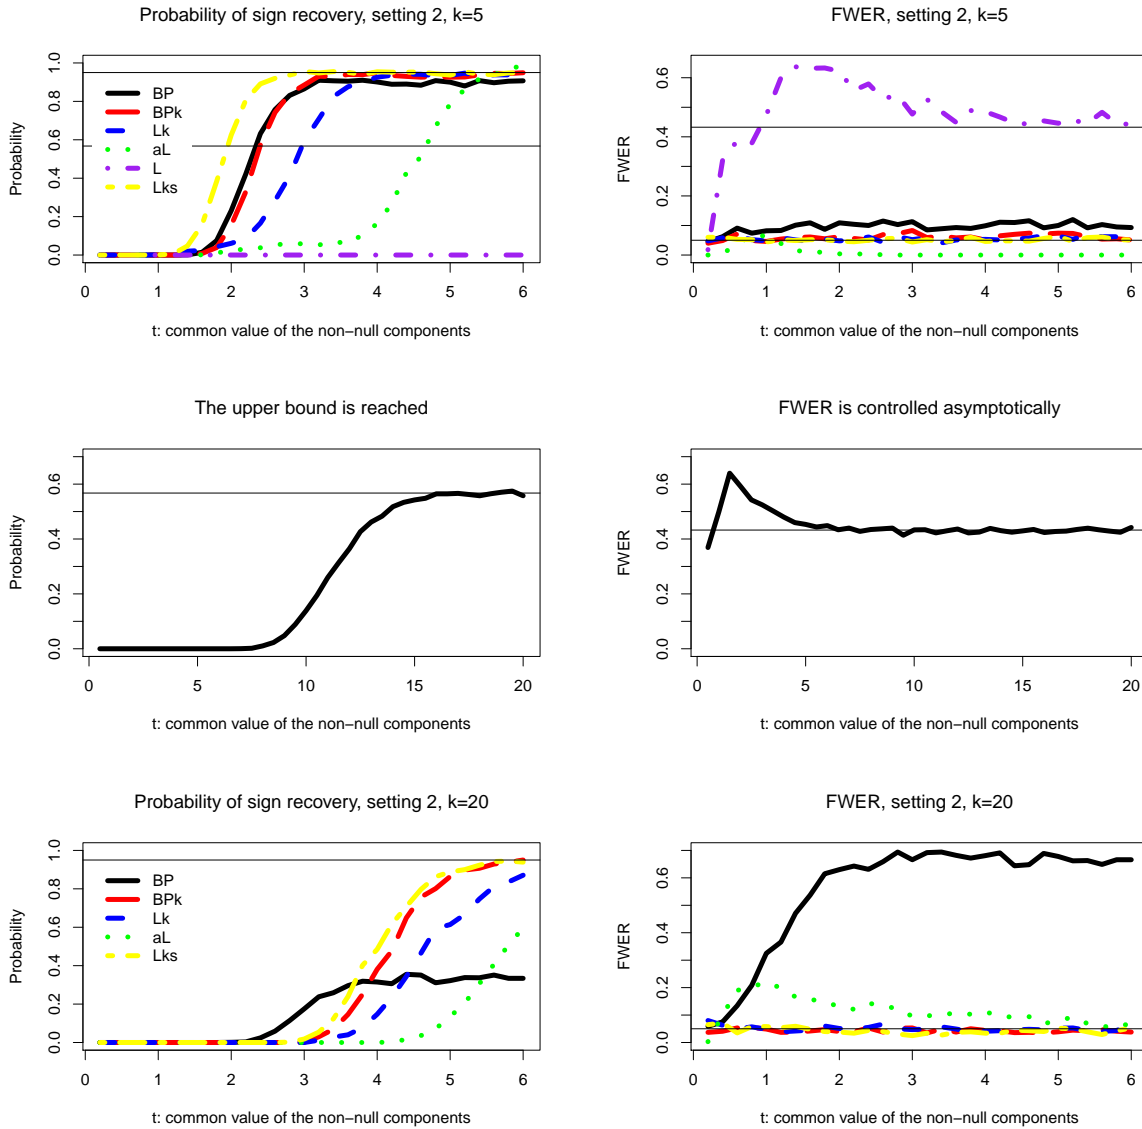 Probability of sign recovery, setting 2, k=5
Probability
0.0 0.2 0.4 0.6 0.8 1.0
BP
BPk
Lk
aL
L
Lks
0 1 2 3 4 5 6
t: common value of the non−null components
FWER, setting 2, k=5
FWER
0.0 0.2 0.4 0.6
0 1 2 3 4 5 6
t: common value of the non−null components
The upper bound is reached
Probability
0.0 0.2 0.4 0.6
0 5 10 15 20
t: common value of the non−null components
FWER is controlled asymptotically
FWER
0.0 0.2 0.4 0.6
0 5 10 15 20
t: common value of the non−null components
Probability of sign recovery, setting 2, k=20
Probability
0.0 0.2 0.4 0.6 0.8 1.0
BP
BPk
Lk
aL
Lks
0 1 2 3 4 5 6
t: common value of the non−null components
FWER, setting 2, k=20
FWER
0.0 0.2 0.4 0.6
0 1 2 3 4 5 6
t: common value of the non−null components